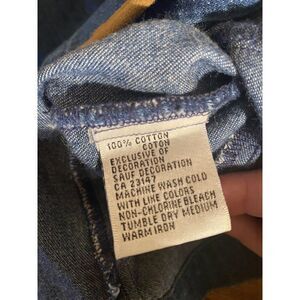 100% COTTON
COTON
EXCLUSIVE OF
DECORATION
SAUF DECORATION
CA 23147
MACHINE WASH COLD
WITH LIKE COLORS
NON-CHLORINE BLEACH
TUMBLE DRY MEDIUM
WARM IRON